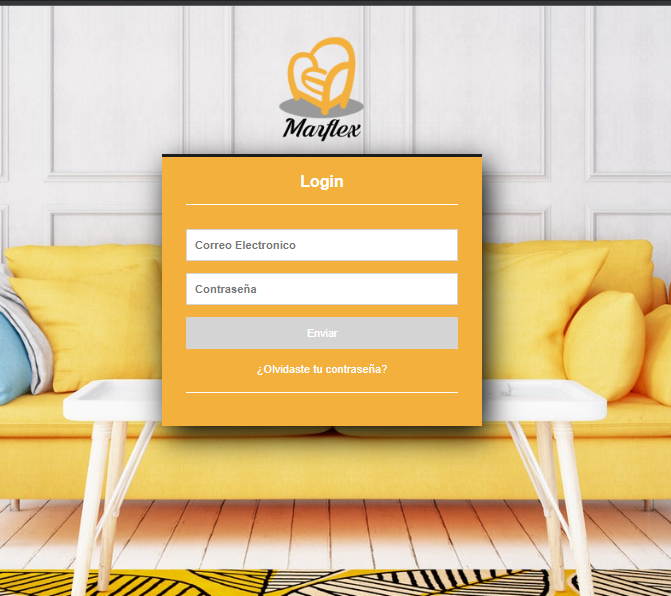 Marflex
Login
Correo Electronico
Contraseña
Enviar
¿Olvidaste tu contraseña?